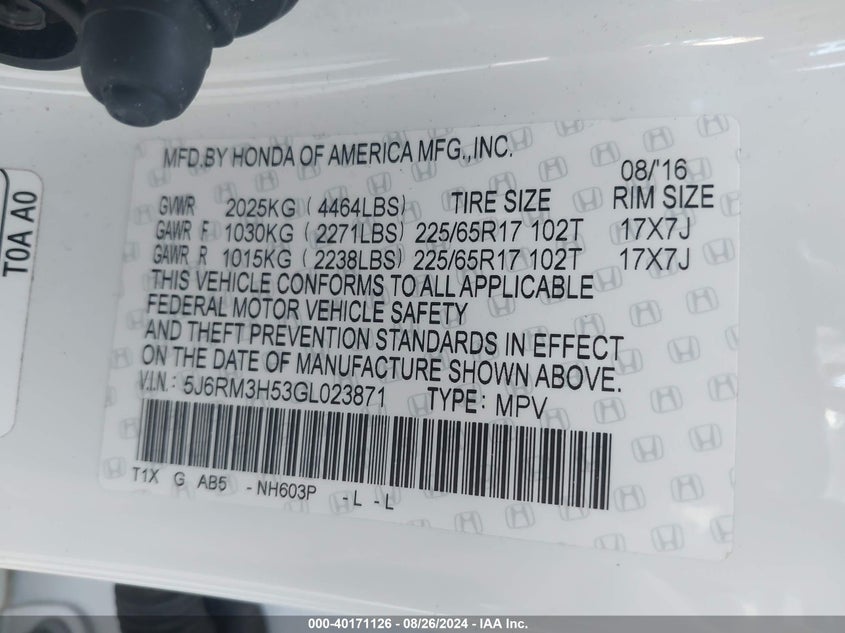 MFD.BY HONDA OF AMERICA MFG.,INC.
08/'16
GVWR 2025KG (4464LBS) TIRE SIZE RIM SIZE
GAWR F 1030KG (2271LBS) 225/65R17 102T 17X7J
GAWR R 1015KG (2238LBS) 225/65R17 102T 17X7J
THIS VEHICLE CONFORMS TO ALL APPLICABLE
FEDERAL MOTOR VEHICLE SAFETY
AND THEFT PREVENTION STANDARDS IN EFFECT
ON THE DATE OF MANUFACTURE SHOWN ABOVE.
V.I.N.: 5J6RM3H53GL023871 TYPE: MPV
T1X G AB5 -NH603P -L -L
T0A A0
000-40171126 - 08/26/2024 - IAA Inc.